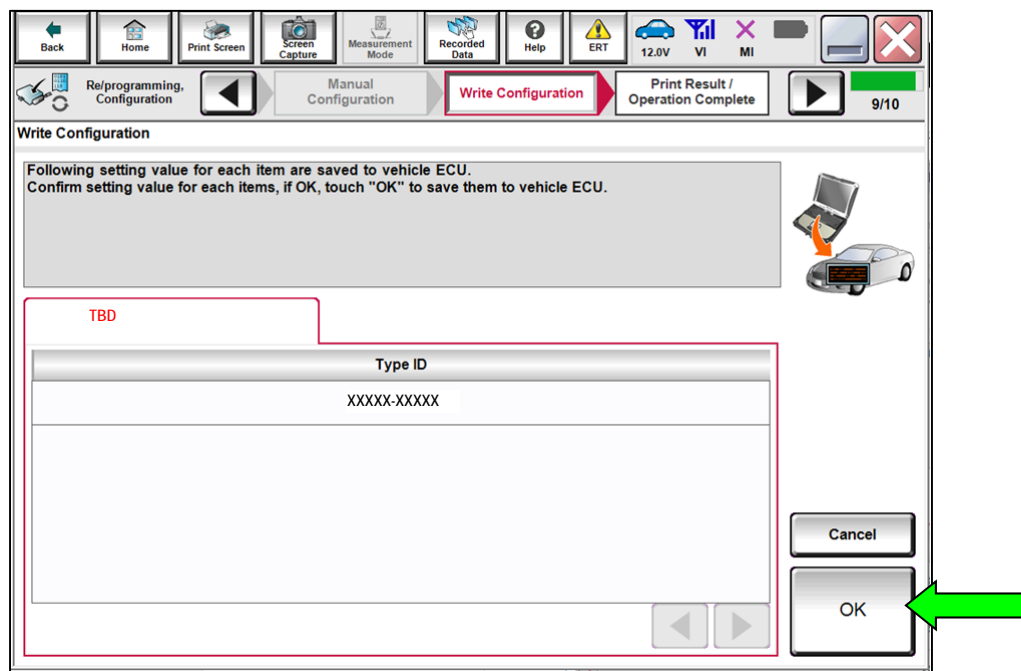 Back
Home
Print Screen
Screen
Capture
Measurement
Mode
Recorded
Data
Help
ERT
12.0V
VI
MI
Re/programming,
Configuration
Manual
Configuration
Write Configuration
Print Result /
Operation Complete
9/10
Write Configuration
Following setting value for each item are saved to vehicle ECU.
Confirm setting value for each items, if OK, touch "OK" to save them to vehicle ECU.
TBD
Type ID
XXXXX-XXXXX
Cancel
OK